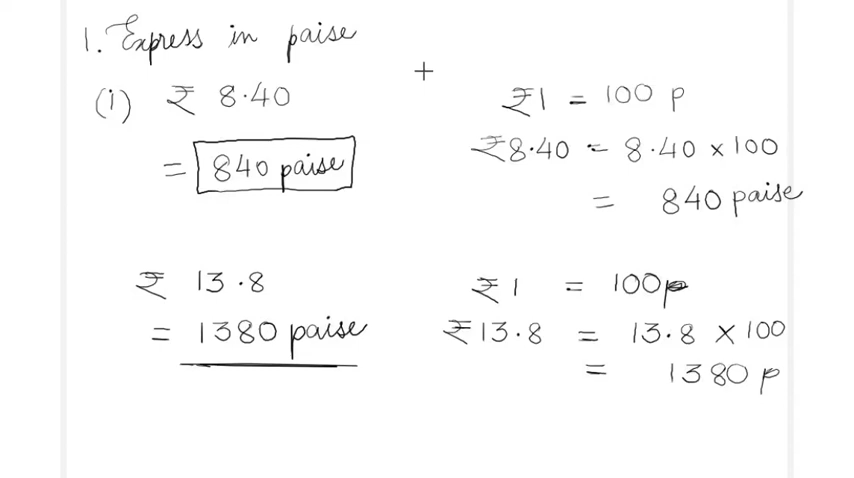 1. Express in paise
(i) ₹ 8.40
= 840 paise
₹1 = 100 p
₹8.40 = 8.40 × 100
= 840 paise
₹ 13.8
= 1380 paise
₹1 = 100p
₹13.8 = 13.8 × 100
= 1380 p